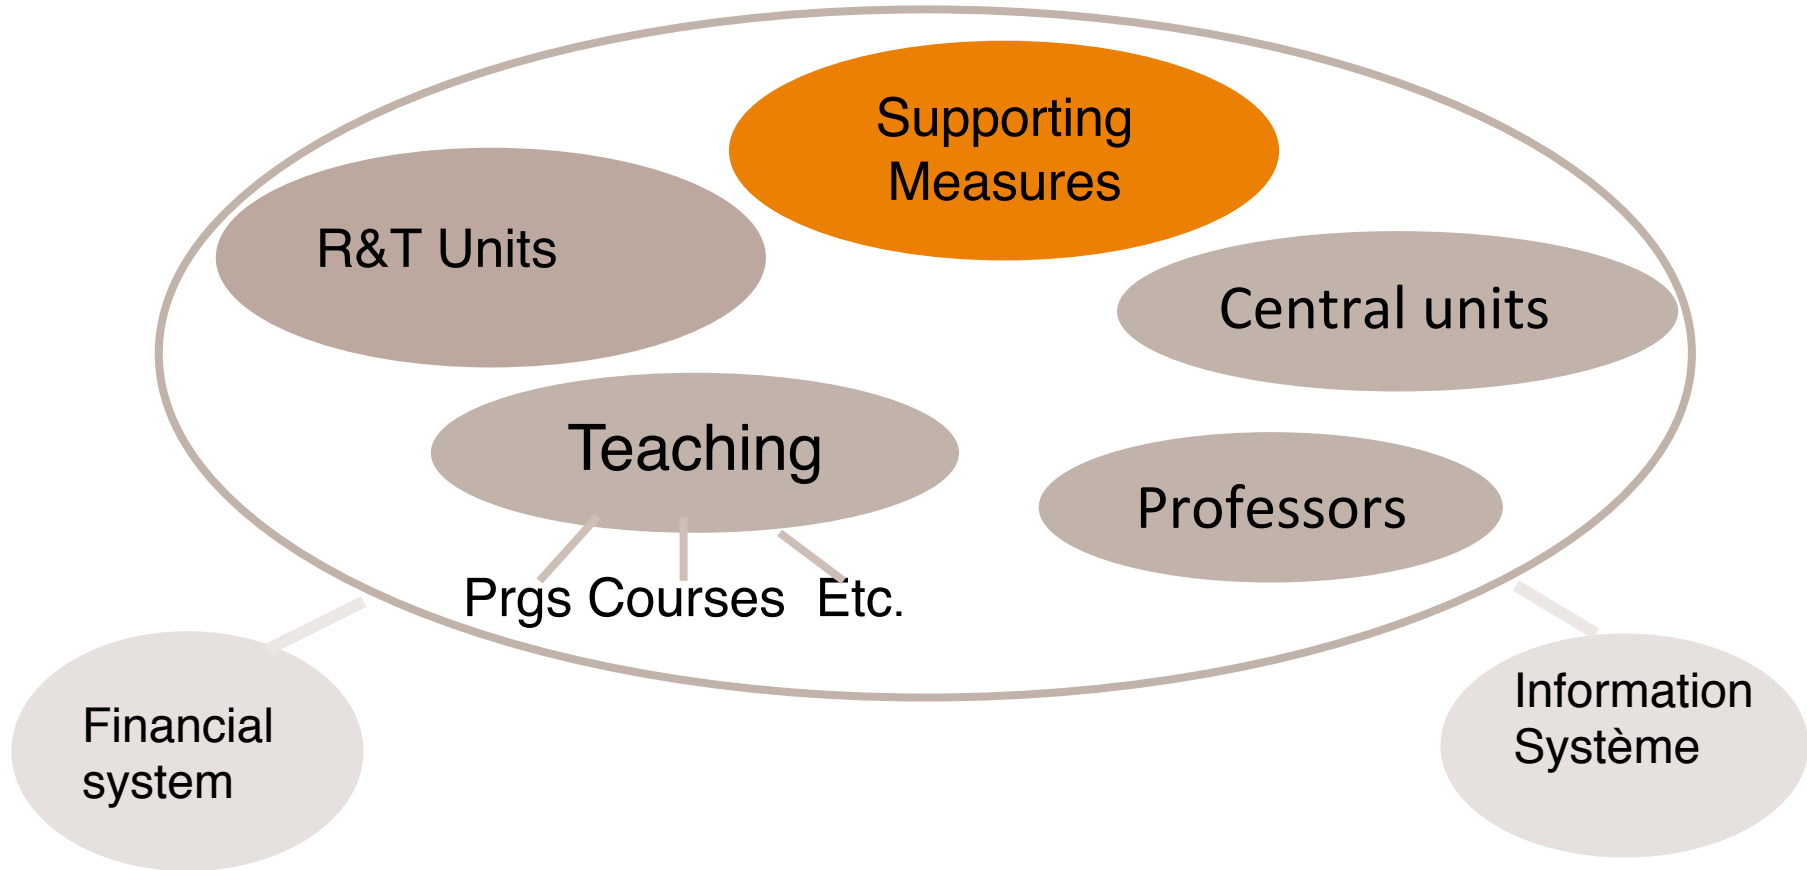 Supporting
Measures
R&T Units
Central units
Teaching
Professors
Prgs Courses Etc.
Financial
system
Information
Système